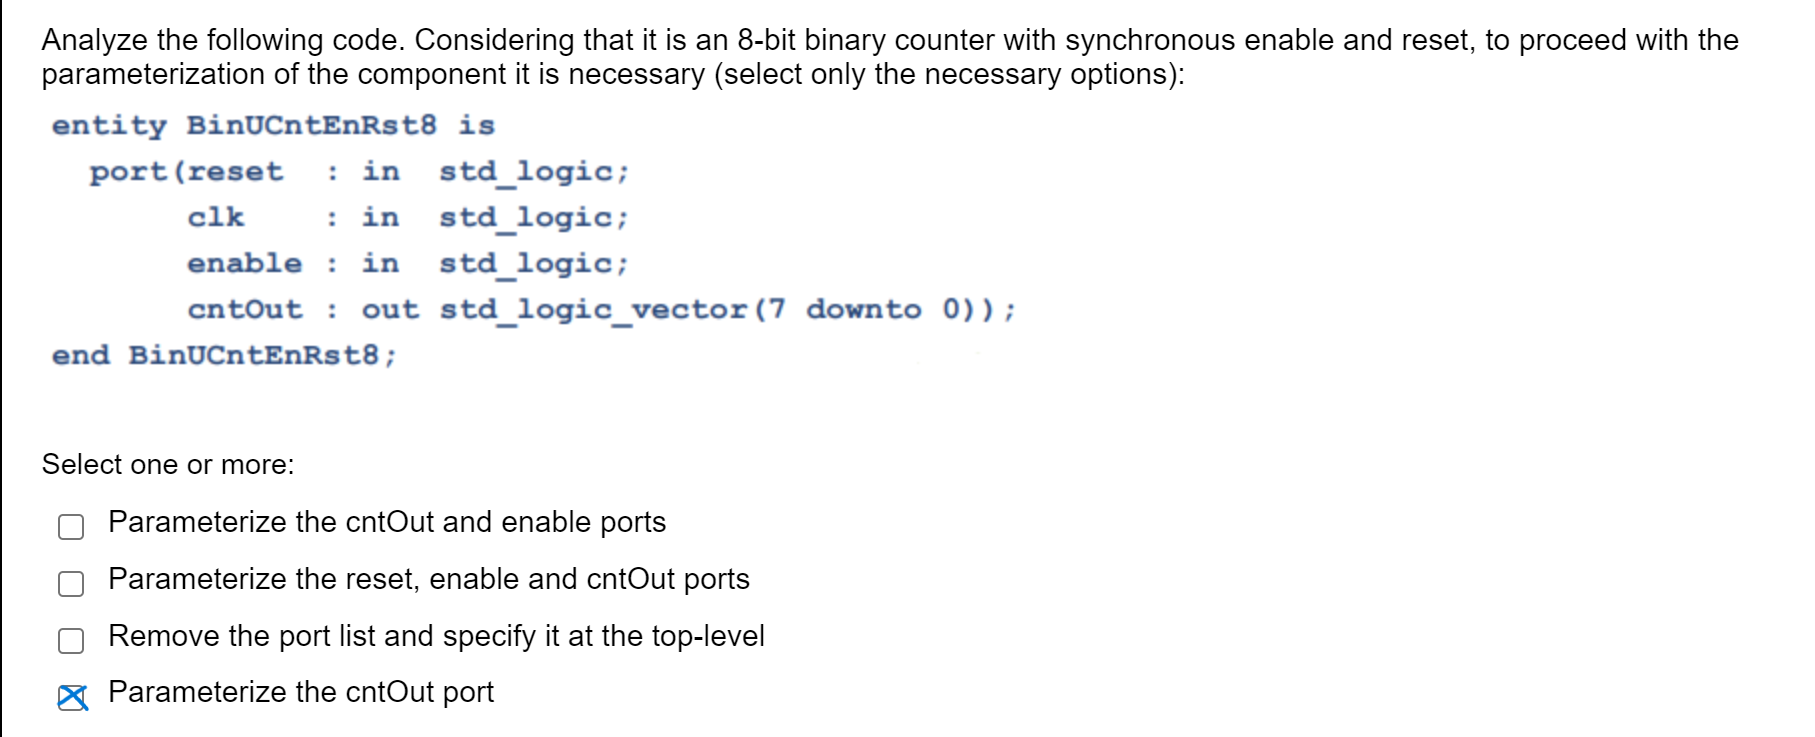 Analyze the following code. Considering that it is an 8-bit binary counter with synchronous enable and reset, to proceed with the
parameterization of the component it is necessary (select only the necessary options):
entity BinUCntEnRst8 is
port(reset : in std_logic;
clk : in std_logic;
enable : in std_logic;
cntOut : out std_logic_vector(7 downto 0));
end BinUCntEnRst8;
Select one or more:
Parameterize the cntOut and enable ports
Parameterize the reset, enable and cntOut ports
Remove the port list and specify it at the top-level
Parameterize the cntOut port